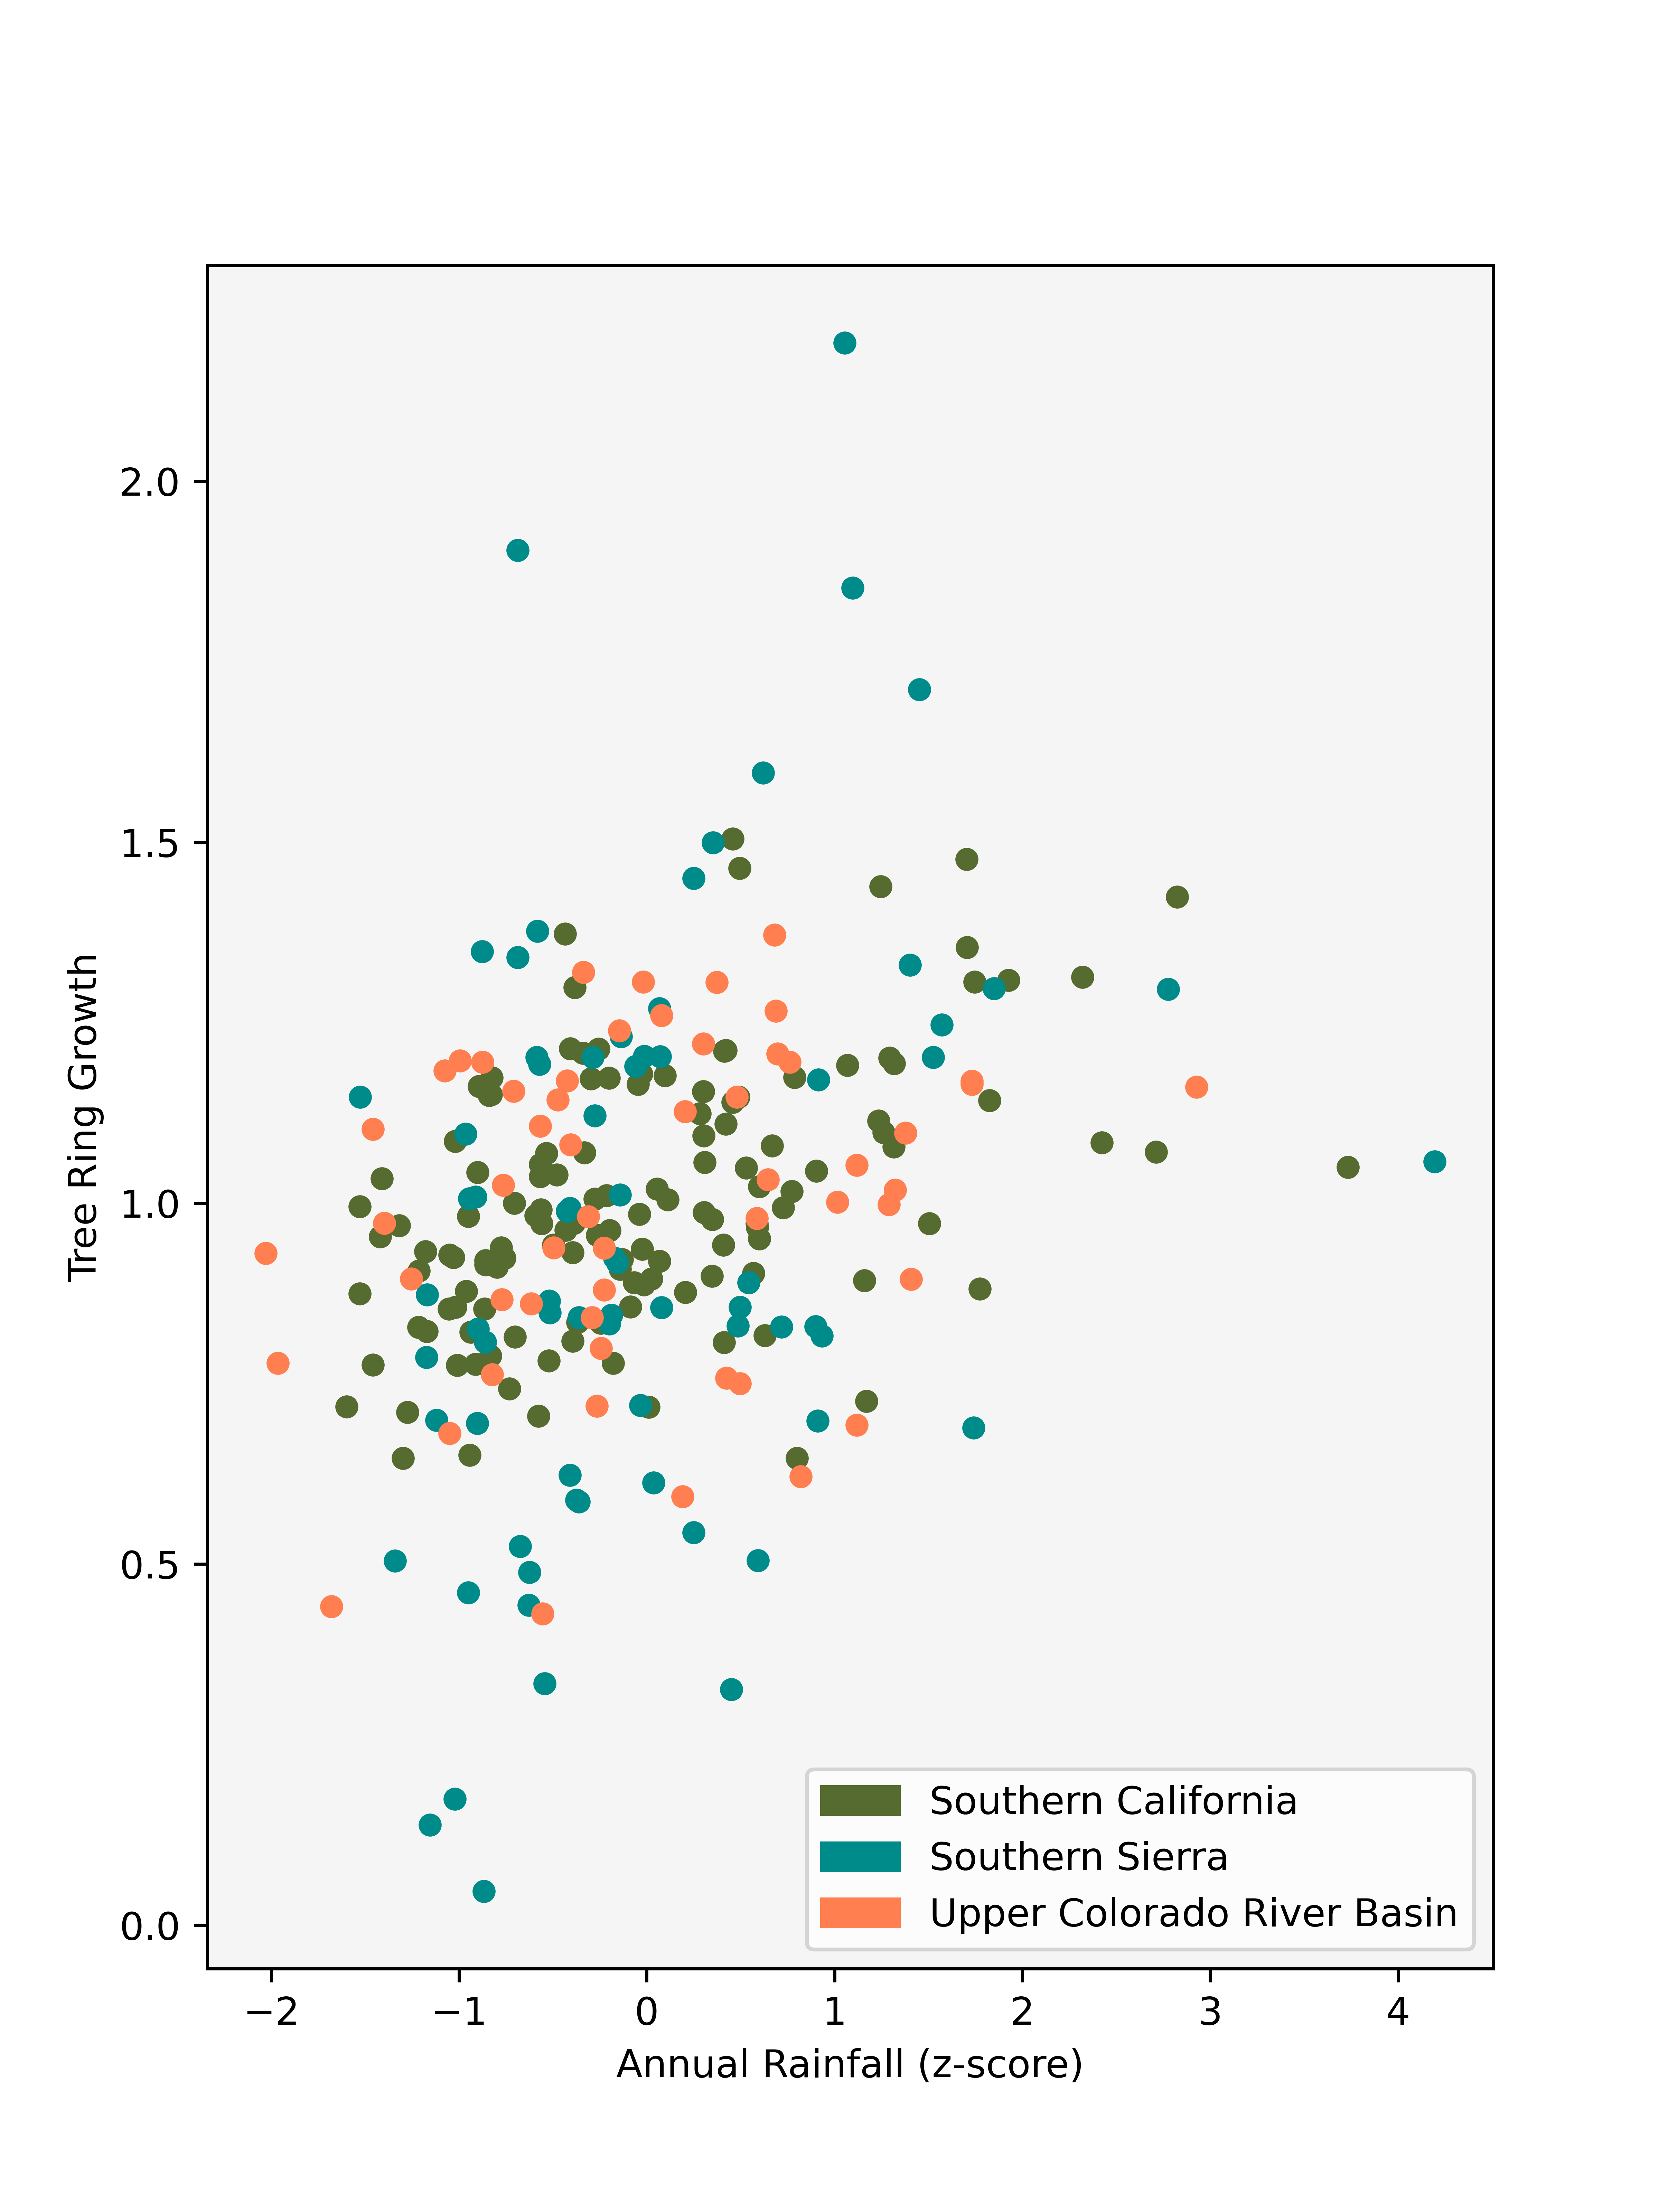 2.0
1.5
1.0
0.5
0.0
Tree Ring Growth
Southern California
Southern Sierra
Upper Colorado River Basin
−2 −1 0 1 2 3 4
Annual Rainfall (z-score)